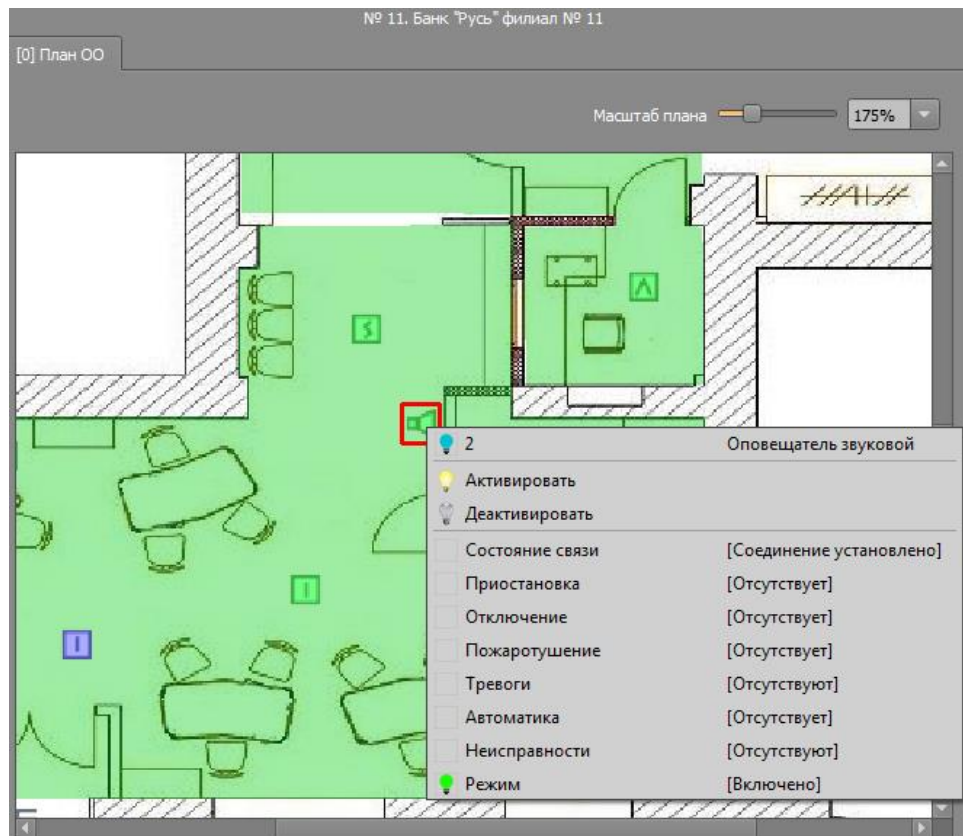 № 11. Банк "Русь" филиал № 11
[0] План ОО
Масштаб плана 175%
2 Оповещатель звуковой
Активировать
Деактивировать
Состояние связи [Соединение установлено]
Приостановка [Отсутствует]
Отключение [Отсутствует]
Пожаротушение [Отсутствует]
Тревоги [Отсутствуют]
Автоматика [Отсутствует]
Неисправности [Отсутствуют]
Режим [Включено]